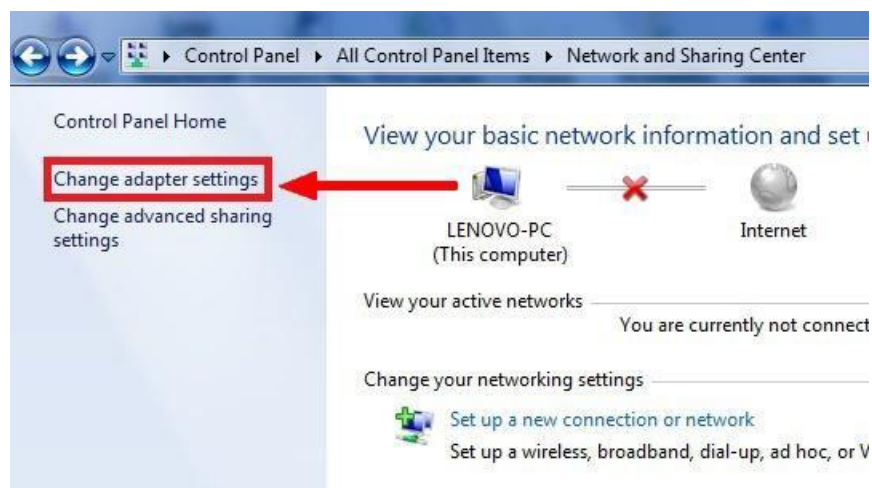 Control Panel ▸ All Control Panel Items ▸ Network and Sharing Center
Control Panel Home
Change adapter settings
Change advanced sharing
settings
View your basic network information and set
LENOVO-PC
(This computer)
Internet
View your active networks
You are currently not connect
Change your networking settings
Set up a new connection or network
Set up a wireless, broadband, dial-up, ad hoc, or V